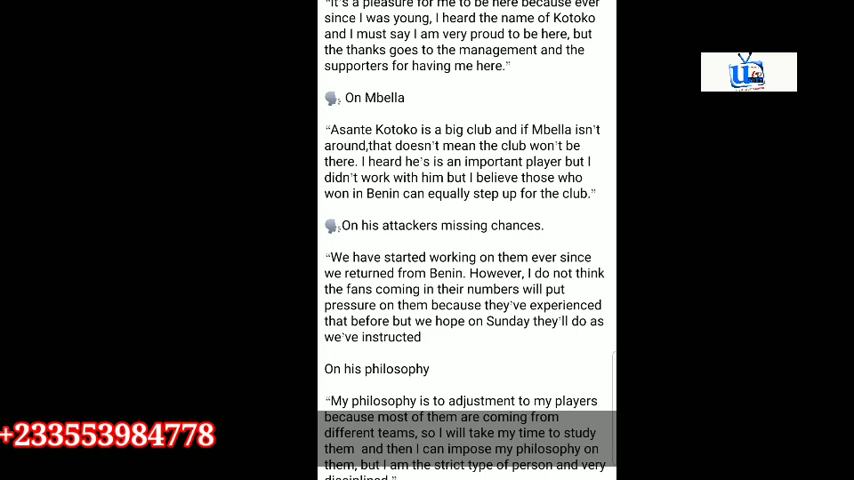 “It’s a pleasure for me to be here because ever
since I was young, I heard the name of Kotoko
and I must say I am very proud to be here, but
the thanks goes to the management and the
supporters for having me here.”
On Mbella
“Asante Kotoko is a big club and if Mbella isn’t
around,that doesn’t mean the club won’t be
there. I heard he’s is an important player but I
didn’t work with him but I believe those who
won in Benin can equally step up for the club.”
On his attackers missing chances.
“We have started working on them ever since
we returned from Benin. However, I do not think
the fans coming in their numbers will put
pressure on them because they’ve experienced
that before but we hope on Sunday they’ll do as
we’ve instructed
On his philosophy
“My philosophy is to adjustment to my players
because most of them are coming from
different teams, so I will take my time to study
them and then I can impose my philosophy on
them, but I am the strict type of person and very
disciplined.”
+233553984778